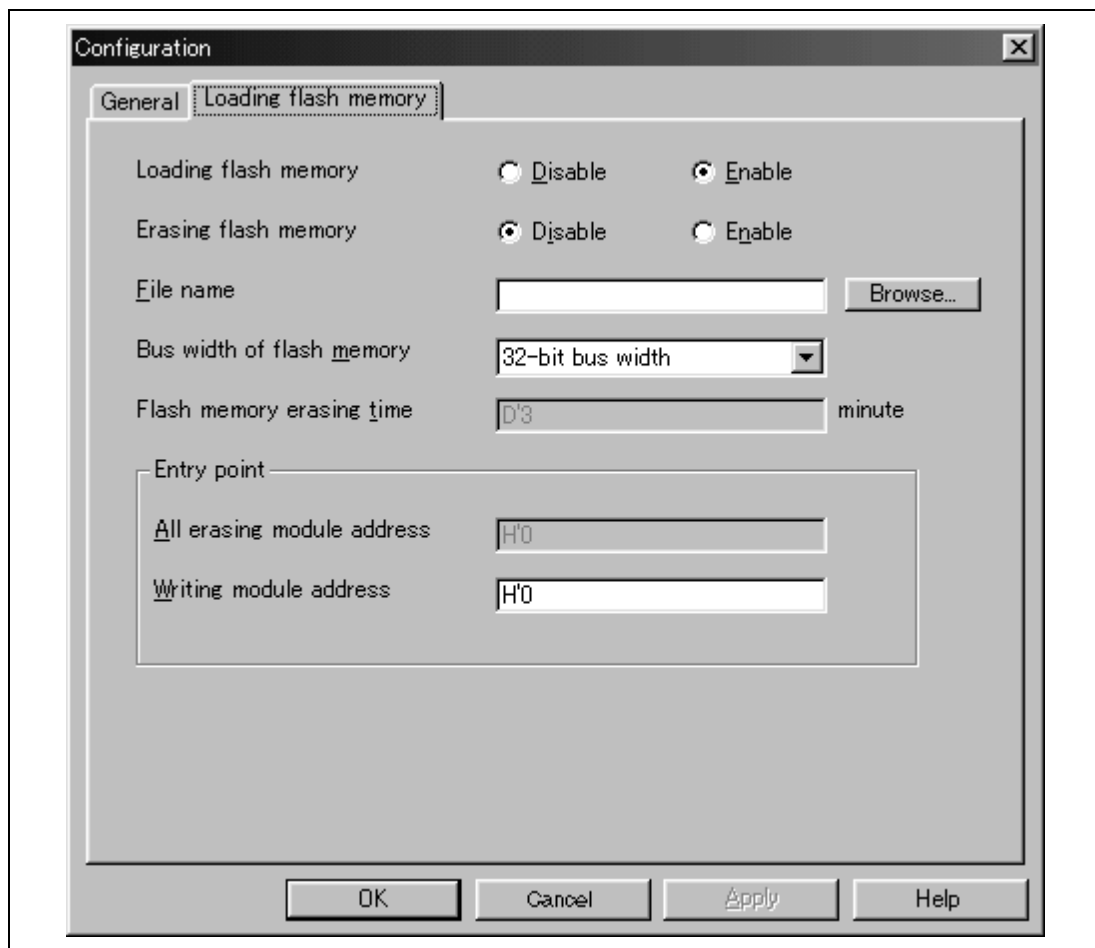 Configuration
General Loading flash memory
Loading flash memory Disable Enable
Erasing flash memory Disable Enable
File name Browse...
Bus width of flash memory 32-bit bus width
Flash memory erasing time D'3 minute
Entry point
All erasing module address H'0
Writing module address H'0
OK Cancel Apply Help